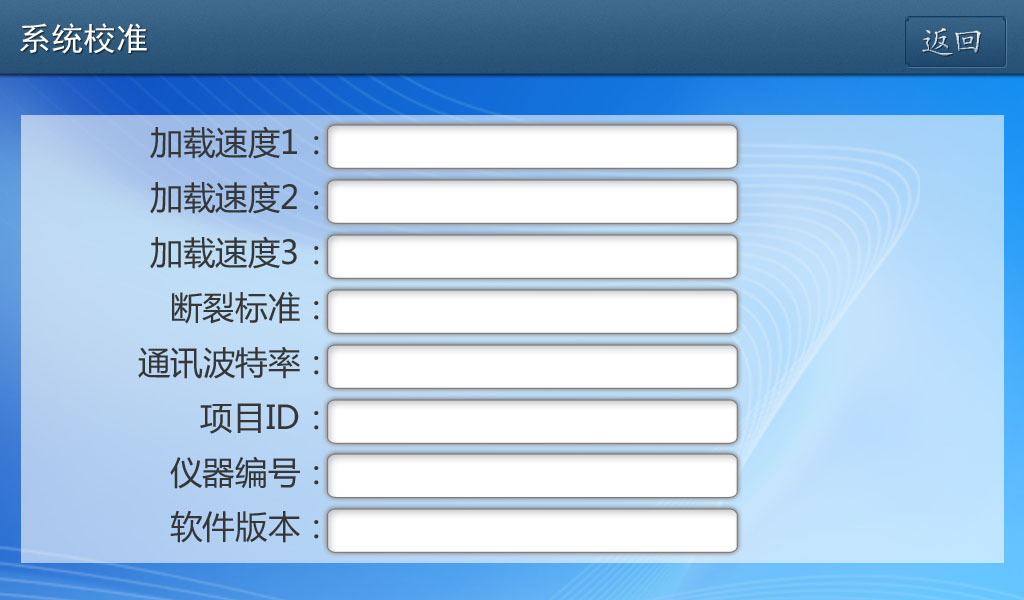 系统校准
返回
加载速度1：
加载速度2：
加载速度3：
断裂标准：
通讯波特率：
项目ID：
仪器编号：
软件版本：